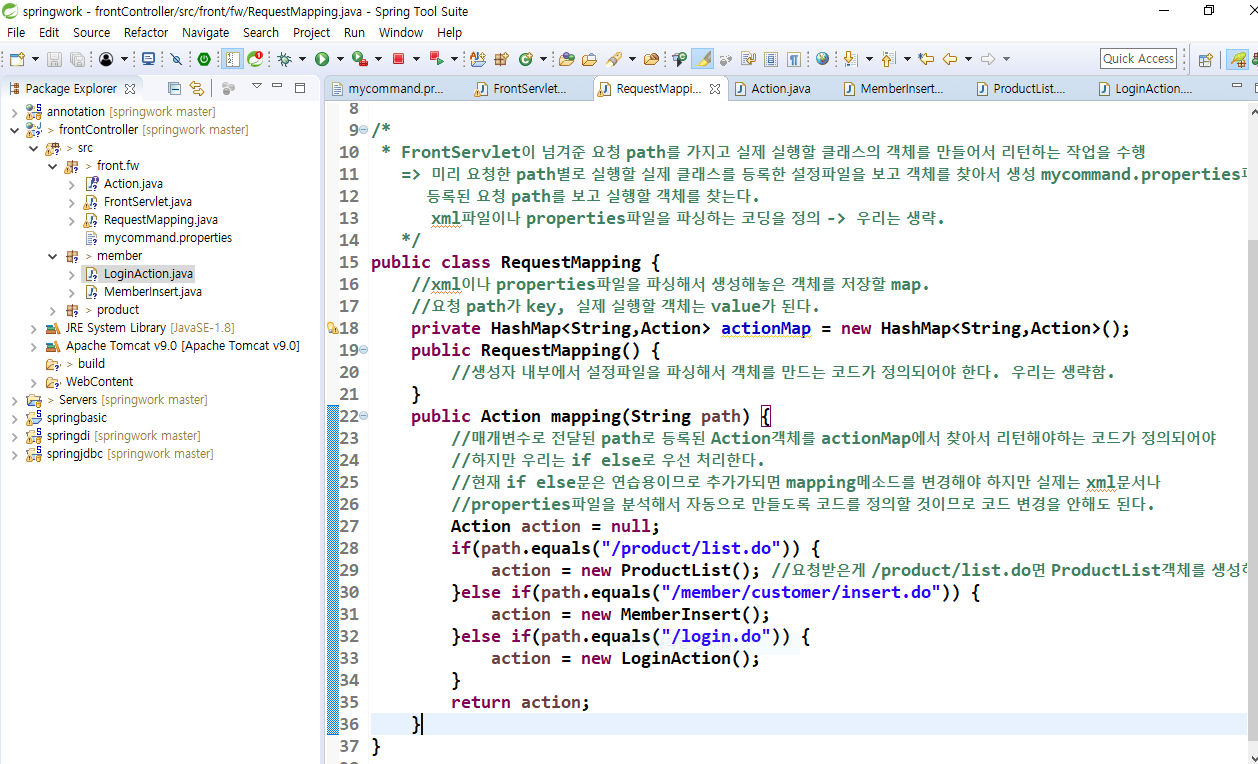 springwork - frontController/src/front/fw/RequestMapping.java - Spring Tool Suite
File Edit Source Refactor Navigate Search Project Run Window Help
Quick Access
Package Explorer
mycommand.pr...
FrontServlet...
RequestMappi...
Action.java
MemberInsert...
ProductList....
LoginAction....
annotation [springwork master]
> frontController [springwork master]
> src
> front.fw
Action.java
FrontServlet.java
RequestMapping.java
mycommand.properties
> member
LoginAction.java
MemberInsert.java
> product
JRE System Library [JavaSE-1.8]
Apache Tomcat v9.0 [Apache Tomcat v9.0]
> build
WebContent
> Servers [springwork master]
springbasic
springdi [springwork master]
springjdbc [springwork master]
8
9 /*
10 * FrontServlet이 넘겨준 요청 path를 가지고 실제 실행할 클래스의 객체를 만들어서 리턴하는 작업을 수행
11 => 미리 요청한 path별로 실행할 실제 클래스를 등록한 설정파일을 보고 객체를 찾아서 생성 mycommand.properties
12 등록된 요청 path를 보고 실행할 객체를 찾는다.
13 xml파일이나 properties파일을 파싱하는 코딩을 정의 -> 우리는 생략.
14 */
15 public class RequestMapping {
16 //xml이나 properties파일을 파싱해서 생성해놓은 객체를 저장할 map.
17 //요청 path가 key, 실제 실행할 객체는 value가 된다.
18 private HashMap<String,Action> actionMap = new HashMap<String,Action>();
19 public RequestMapping() {
20 //생성자 내부에서 설정파일을 파싱해서 객체를 만드는 코드가 정의되어야 한다. 우리는 생략함.
21 }
22 public Action mapping(String path) {
23 //매개변수로 전달된 path로 등록된 Action객체를 actionMap에서 찾아서 리턴해야하는 코드가 정의되어야
24 //하지만 우리는 if else로 우선 처리한다.
25 //현재 if else문은 연습용이므로 추가가되면 mapping메소드를 변경해야 하지만 실제는 xml문서나
26 //properties파일을 분석해서 자동으로 만들도록 코드를 정의할 것이므로 코드 변경을 안해도 된다.
27 Action action = null;
28 if(path.equals("/product/list.do")) {
29 action = new ProductList(); //요청받은게 /product/list.do면 ProductList객체를 생성
30 }else if(path.equals("/member/customer/insert.do")) {
31 action = new MemberInsert();
32 }else if(path.equals("/login.do")) {
33 action = new LoginAction();
34 }
35 return action;
36 }
37 }